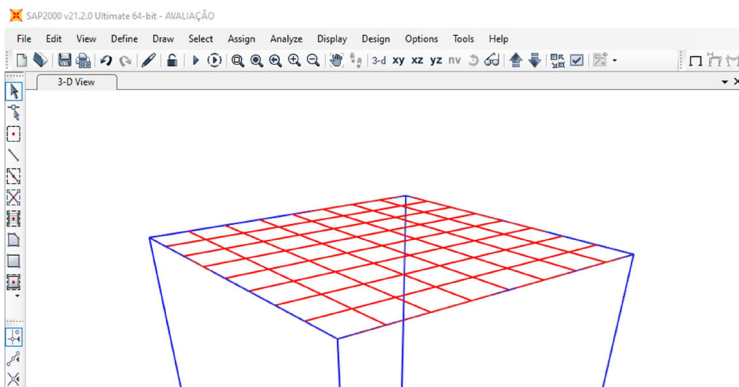 SAP2000 v21.2.0 Ultimate 64-bit - AVALIAÇÃO
File Edit View Define Draw Select Assign Analyze Display Design Options Tools Help
3-d xy xz yz nv
3-D View